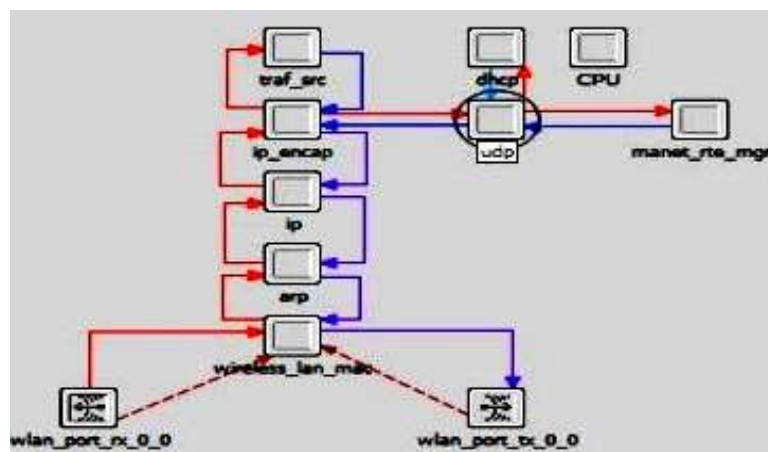 traf_src
dhcp
CPU
ip_encap
udp
manet_rte_mgr
ip
arp
wireless_lan_mac
wlan_port_rx_0_0
wlan_port_tx_0_0